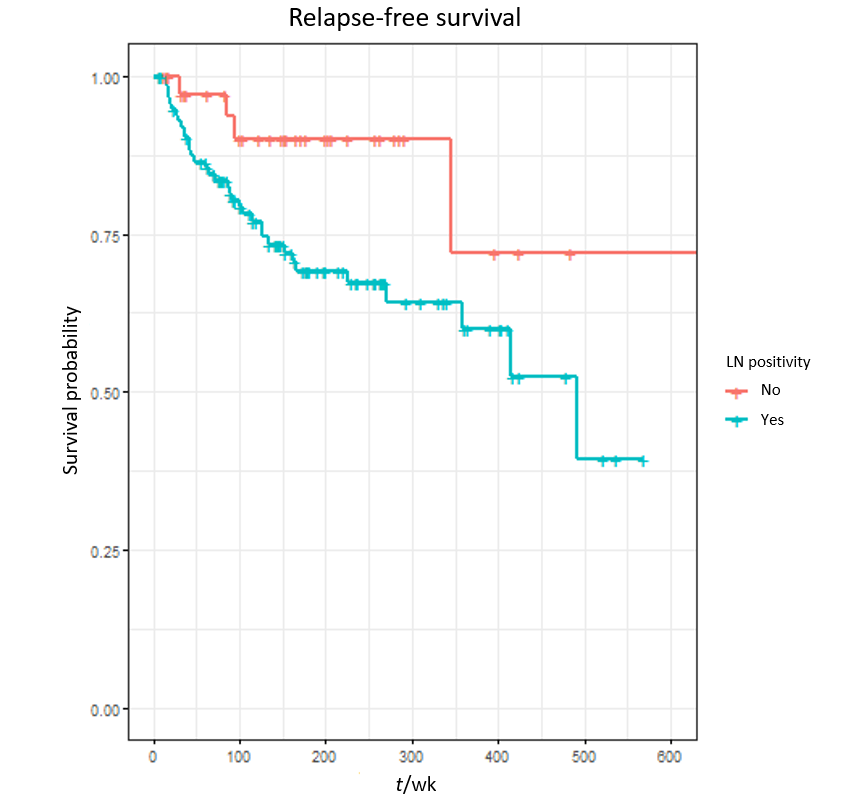 Relapse-free survival
1.00
0.75
0.50
0.25
0.00
Survival probability
0 100 200 300 400 500 600
t/wk
LN positivity
No
Yes